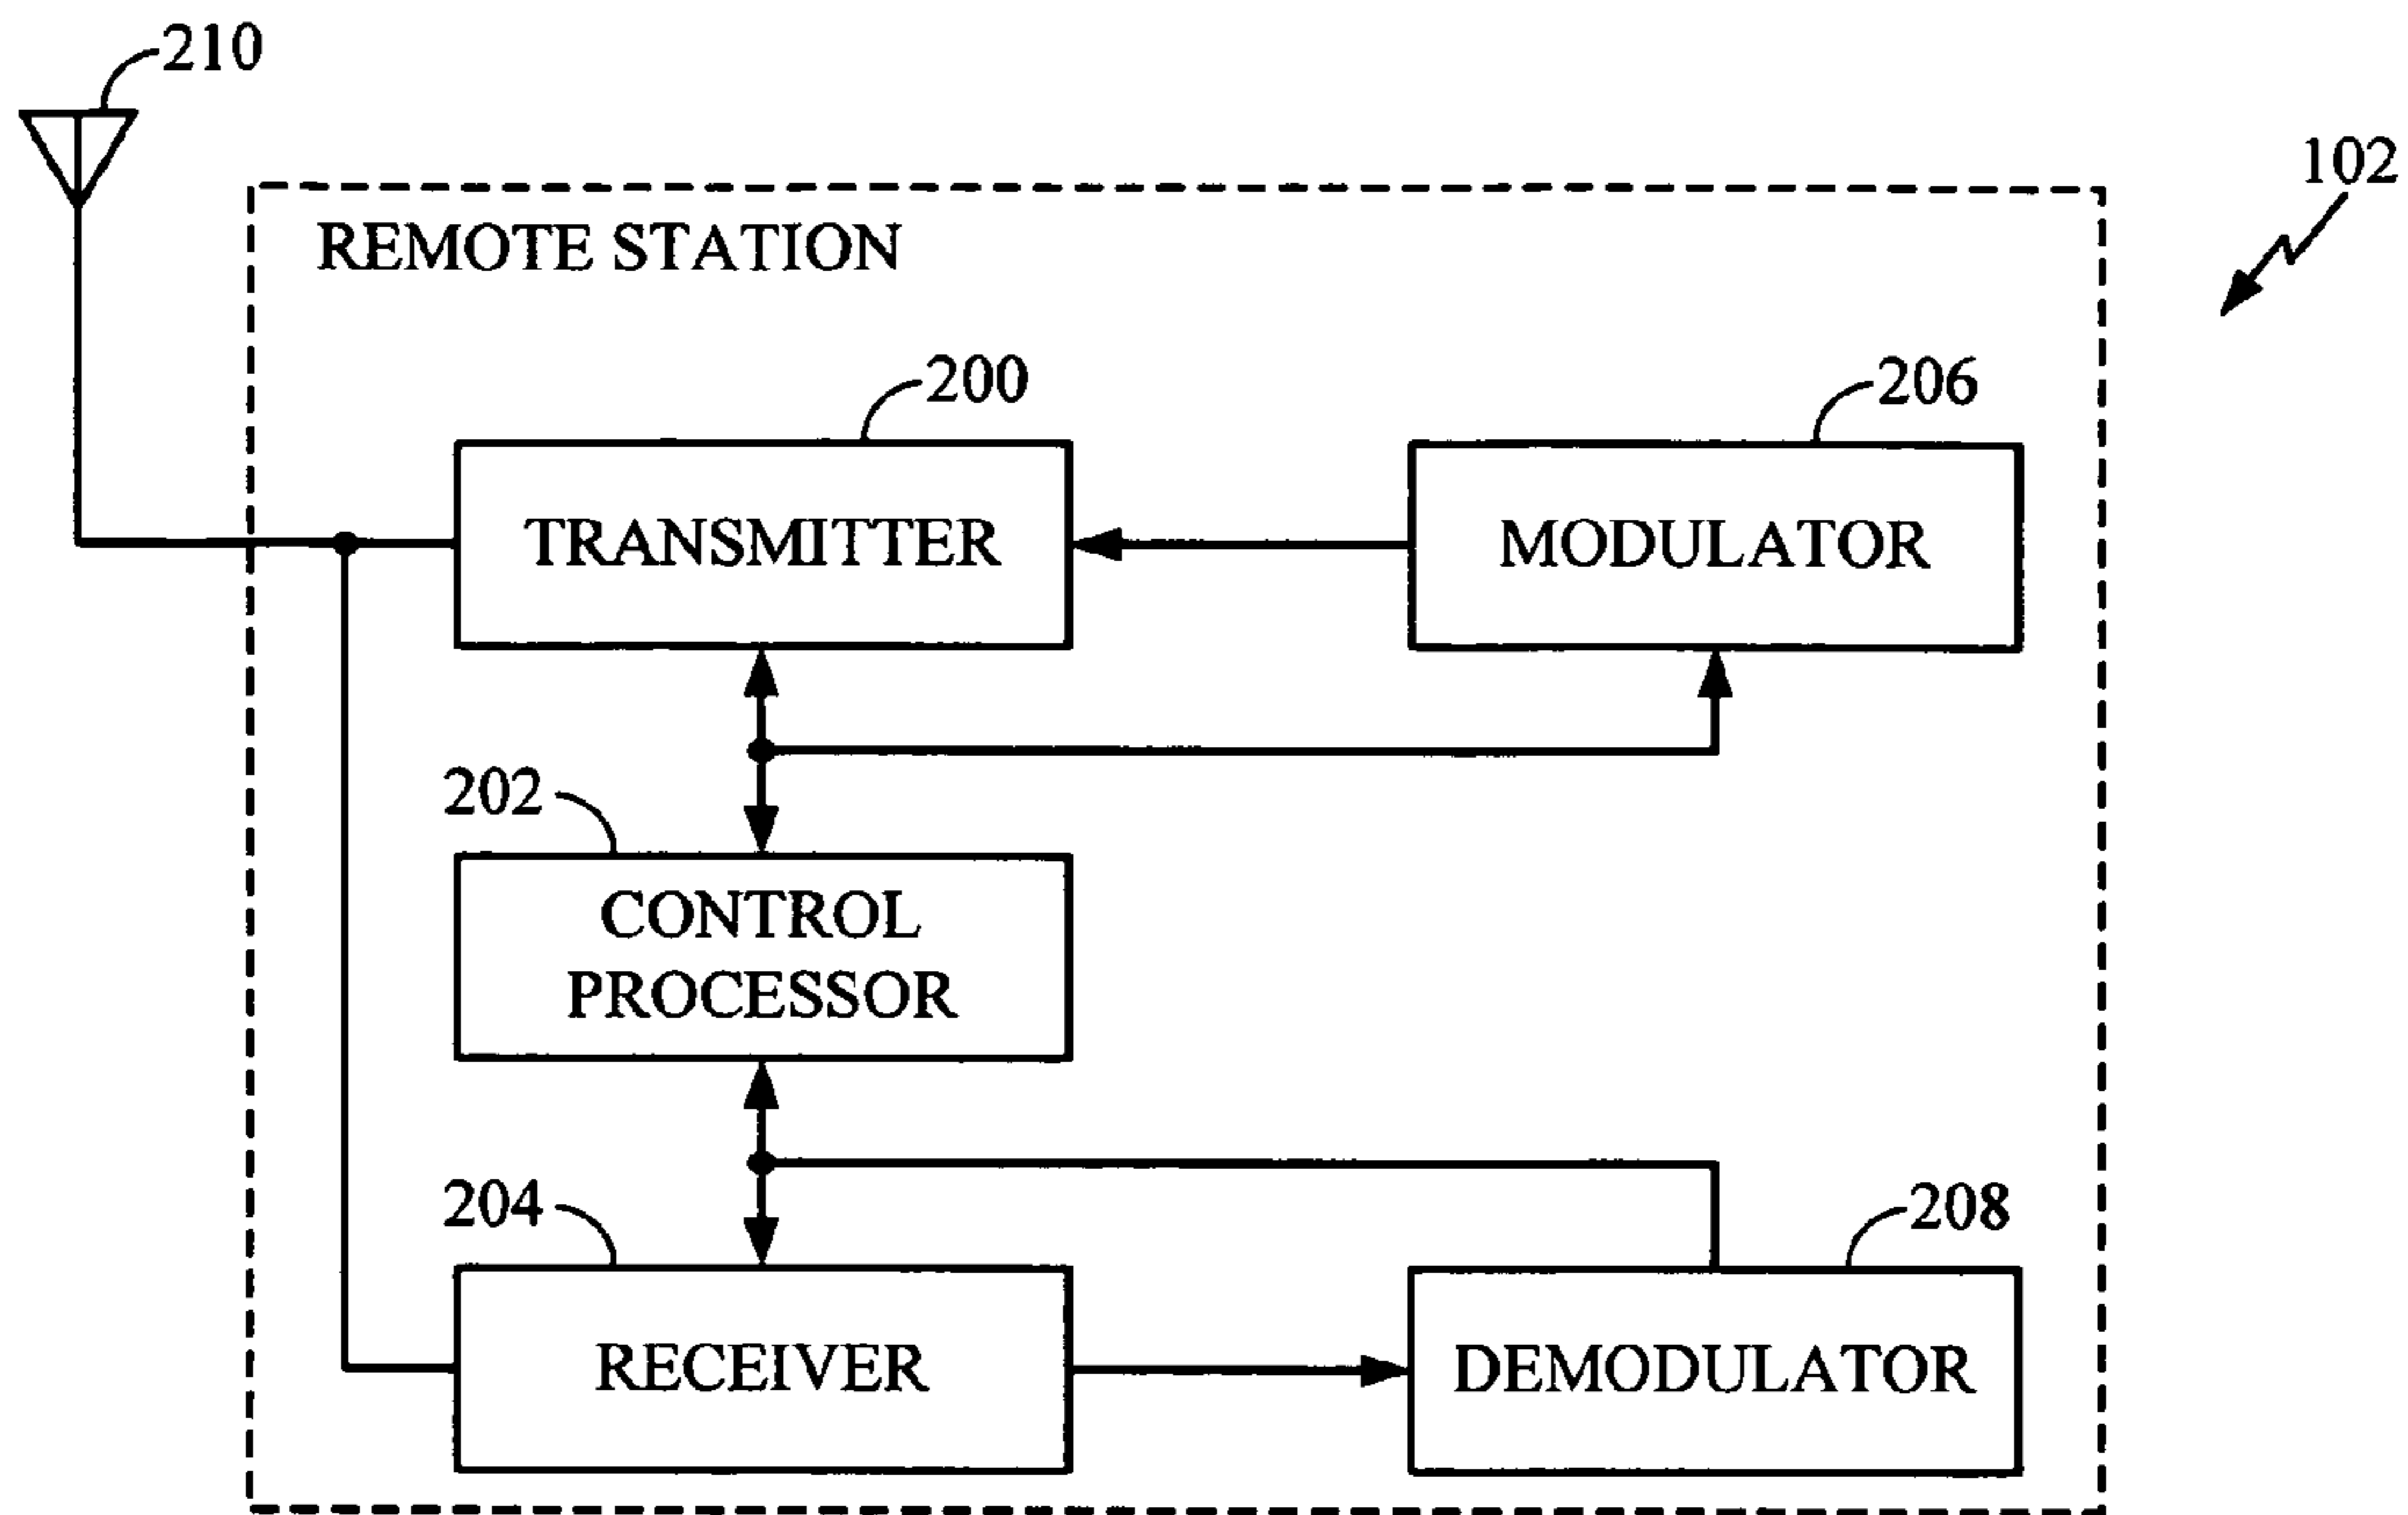 210
102
REMOTE STATION
200
206
TRANSMITTER
MODULATOR
202
CONTROL
PROCESSOR
204
208
RECEIVER
DEMODULATOR